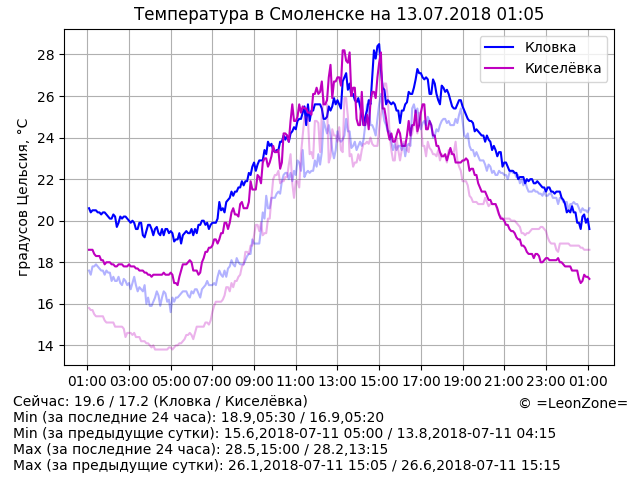 Температура в Смоленске на 13.07.2018 01:05
Кловка
Киселёвка
градусов Цельсия, °C
28
26
24
22
20
18
16
14
01:00 03:00 05:00 07:00 09:00 11:00 13:00 15:00 17:00 19:00 21:00 23:00 01:00
Сейчас: 19.6 / 17.2 (Кловка / Киселёвка)
© =LeonZone=
Min (за последние 24 часа): 18.9,05:30 / 16.9,05:20
Min (за предыдущие сутки): 15.6,2018-07-11 05:00 / 13.8,2018-07-11 04:15
Max (за последние 24 часа): 28.5,15:00 / 28.2,13:15
Max (за предыдущие сутки): 26.1,2018-07-11 15:05 / 26.6,2018-07-11 15:15